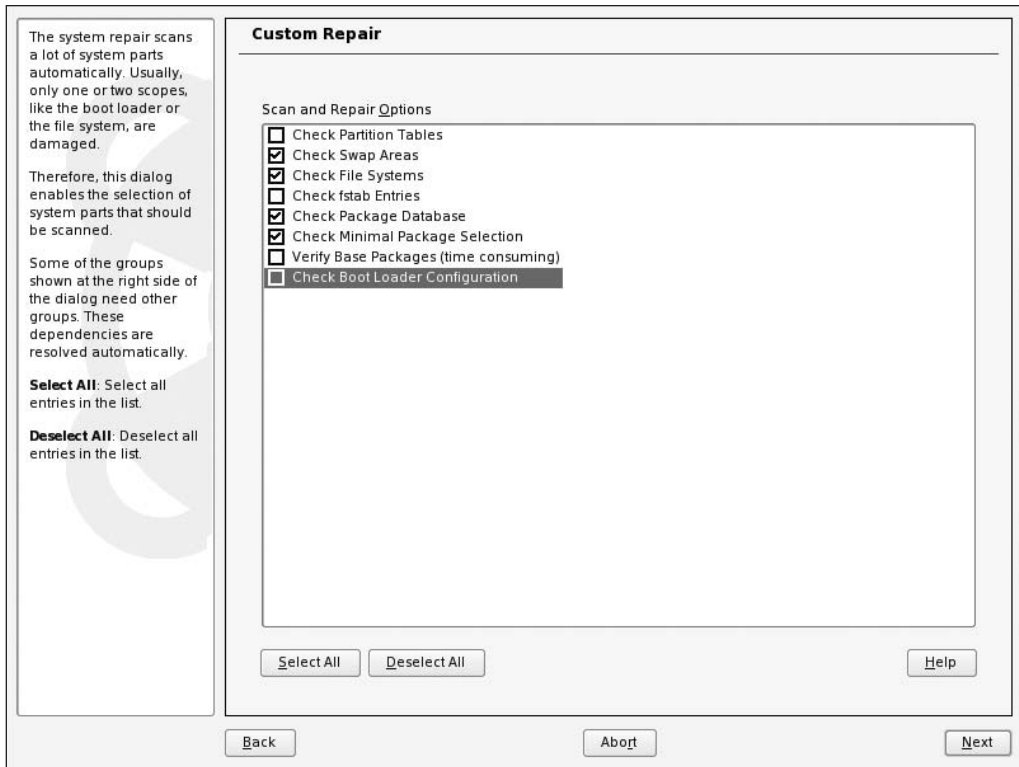 The system repair scans
a lot of system parts
automatically. Usually,
only one or two scopes,
like the boot loader or
the file system, are
damaged.
Therefore, this dialog
enables the selection of
system parts that should
be scanned.
Some of the groups
shown at the right side of
the dialog need other
groups. These
dependencies are
resolved automatically.
Select All: Select all
entries in the list.
Deselect All: Deselect all
entries in the list.
Custom Repair
Scan and Repair Options
Check Partition Tables
Check Swap Areas
Check File Systems
Check fstab Entries
Check Package Database
Check Minimal Package Selection
Verify Base Packages (time consuming)
Check Boot Loader Configuration
Select All
Deselect All
Help
Back
Abort
Next